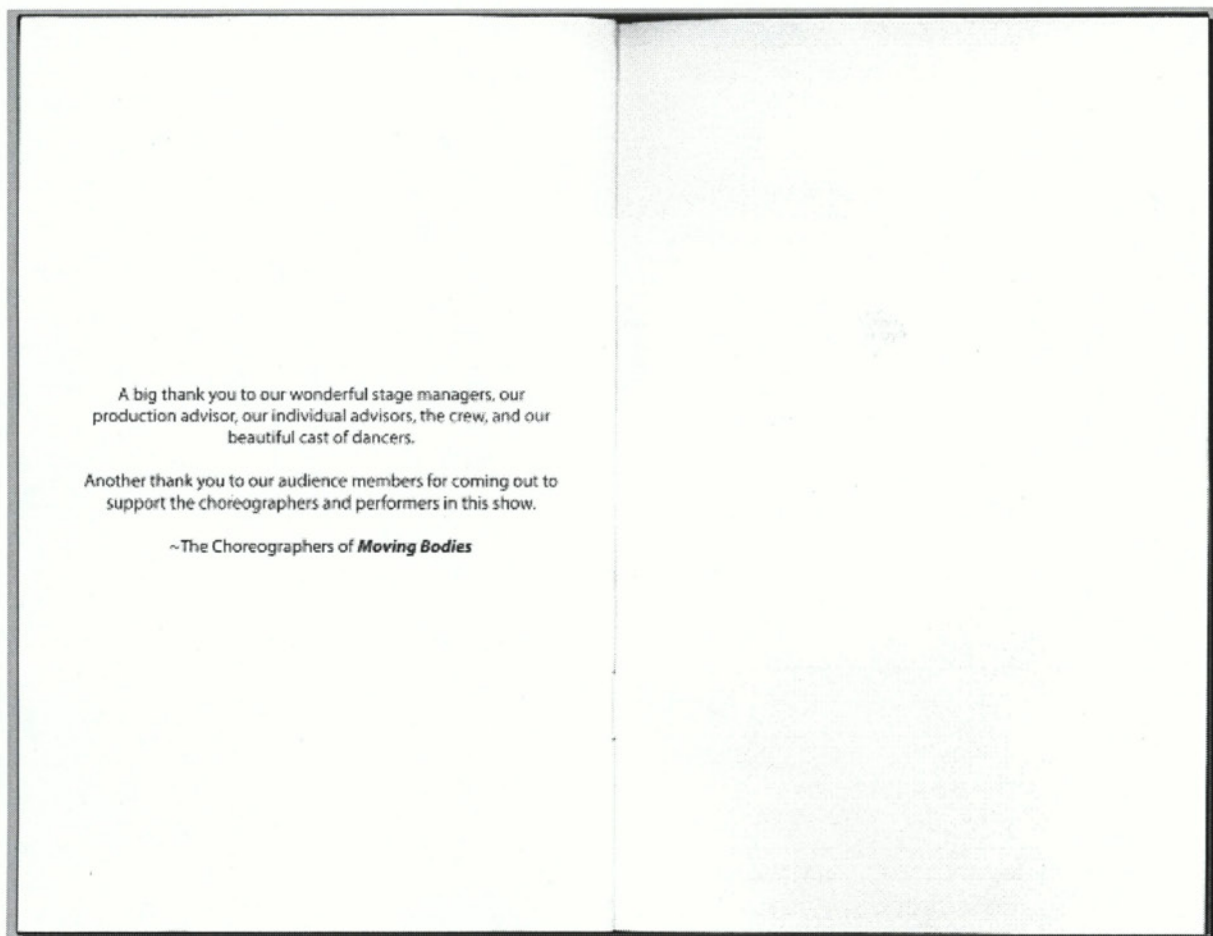 A big thank you to our wonderful stage managers, our
production advisor, our individual advisors, the crew, and our
beautiful cast of dancers.
Another thank you to our audience members for coming out to
support the choreographers and performers in this show.
~The Choreographers of Moving Bodies